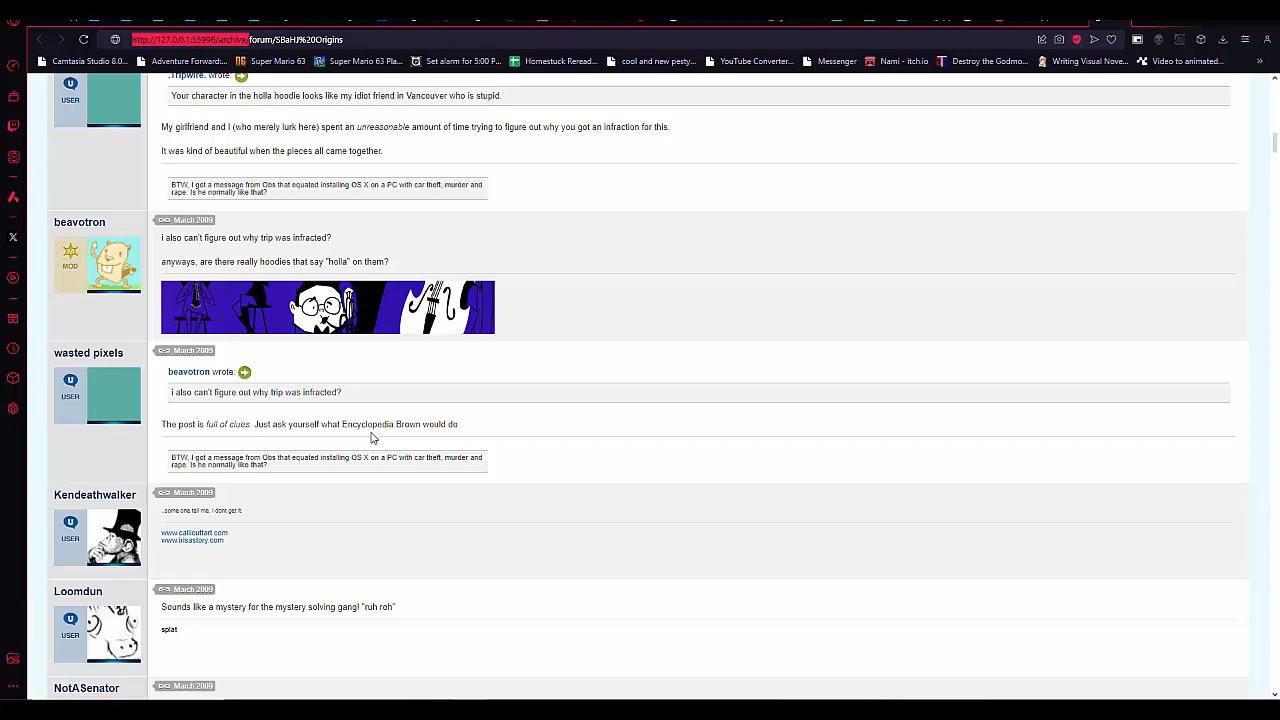 http://127.0.0.1:55996/archive/forum/SBaHJ%20Origins
Camtasia Studio 8.0... Adventure Forward:... Super Mario 63 Super Mario 63 Pla... Set alarm for 5:00 P... Homestuck Reread... cool and new pesty... YouTube Converter... Messenger Nami - itch.io Destroy the Godmo... Writing Visual Nove... Video to animated... »
.Tripwire. wrote:
USER
Your character in the holla hoodie looks like my idiot friend in Vancouver who is stupid.
My girlfriend and I (who merely lurk here) spent an unreasonable amount of time trying to figure out why you got an infraction for this.
It was kind of beautiful when the pieces all came together.
BTW, I got a message from Obs that equated installing OS X on a PC with car theft, murder and
rape. Is he normally like that?
beavotron
March 2009
MOD
i also can't figure out why trip was infracted?
anyways, are there really hoodies that say "holla" on them?
wasted pixels
March 2009
USER
beavotron wrote:
i also can't figure out why trip was infracted?
The post is full of clues. Just ask yourself what Encyclopedia Brown would do.
BTW, I got a message from Obs that equated installing OS X on a PC with car theft, murder and
rape. Is he normally like that?
Kendeathwalker
March 2009
USER
..some one tell me, I dont get it.
www.callicuttart.com
www.irisastory.com
Loomdun
March 2009
USER
Sounds like a mystery for the mystery solving gang! "ruh roh"
splat
NotASenator
March 2009